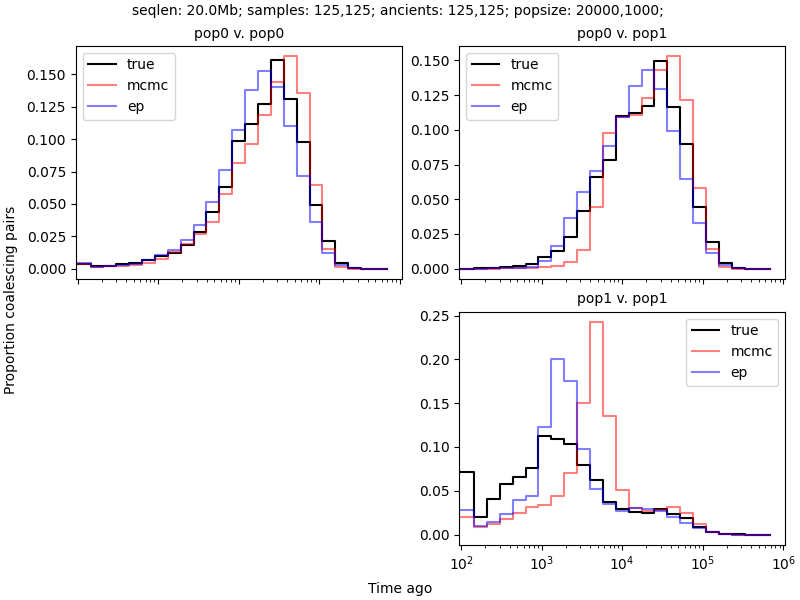 seqlen: 20.0Mb; samples: 125,125; ancients: 125,125; popsize: 20000,1000;
pop0 v. pop0
true
mcmc
ep
0.150
0.125
0.100
0.075
0.050
0.025
0.000
pop0 v. pop1
true
mcmc
ep
0.150
0.125
0.100
0.075
0.050
0.025
0.000
Proportion coalescing pairs
pop1 v. pop1
true
mcmc
ep
0.25
0.20
0.15
0.10
0.05
0.00
10² 10³ 10⁴ 10⁵ 10⁶
Time ago